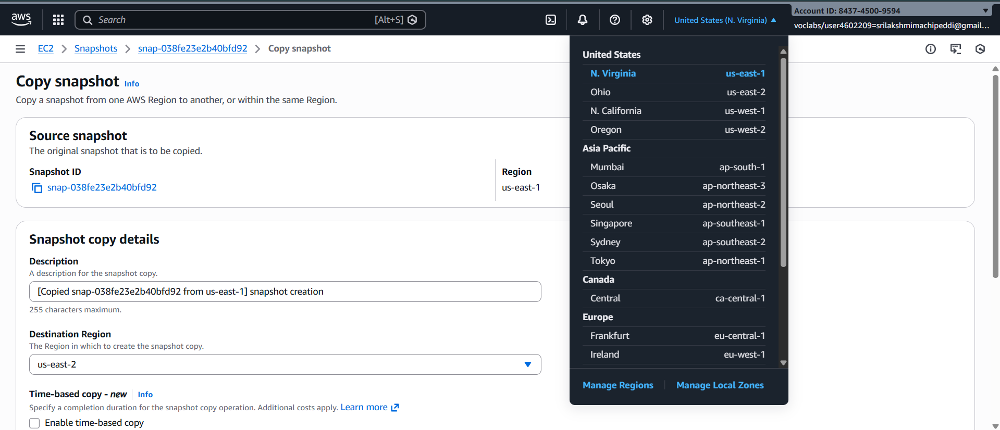 aws
Search [Alt+S]
United States (N. Virginia)
Account ID: 8437-4500-9594
voclabs/user4602209=srilakshmimachipeddi@gmail...
EC2 > Snapshots > snap-038fe23e2b40bfd92 > Copy snapshot
Copy snapshot Info
Copy a snapshot from one AWS Region to another, or within the same Region.
Source snapshot
The original snapshot that is to be copied.
Snapshot ID
snap-038fe23e2b40bfd92
Region
us-east-1
Snapshot copy details
Description
A description for the snapshot copy.
[Copied snap-038fe23e2b40bfd92 from us-east-1] snapshot creation
255 characters maximum.
Destination Region
The Region in which to create the snapshot copy.
us-east-2
Time-based copy - new Info
Specify a completion duration for the snapshot copy operation. Additional costs apply. Learn more
Enable time-based copy
United States
N. Virginia us-east-1
Ohio us-east-2
N. California us-west-1
Oregon us-west-2
Asia Pacific
Mumbai ap-south-1
Osaka ap-northeast-3
Seoul ap-northeast-2
Singapore ap-southeast-1
Sydney ap-southeast-2
Tokyo ap-northeast-1
Canada
Central ca-central-1
Europe
Frankfurt eu-central-1
Ireland eu-west-1
Manage Regions
Manage Local Zones